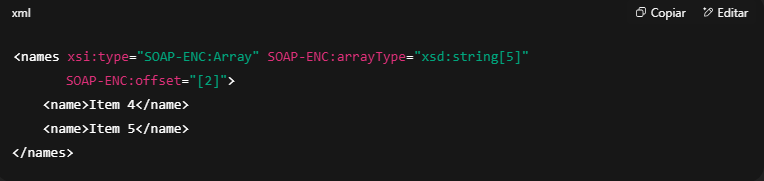 xml Copiar Editar
<names xsi:type="SOAP-ENC:Array" SOAP-ENC:arrayType="xsd:string[5]"
SOAP-ENC:offset="[2]">
<name>Item 4</name>
<name>Item 5</name>
</names>